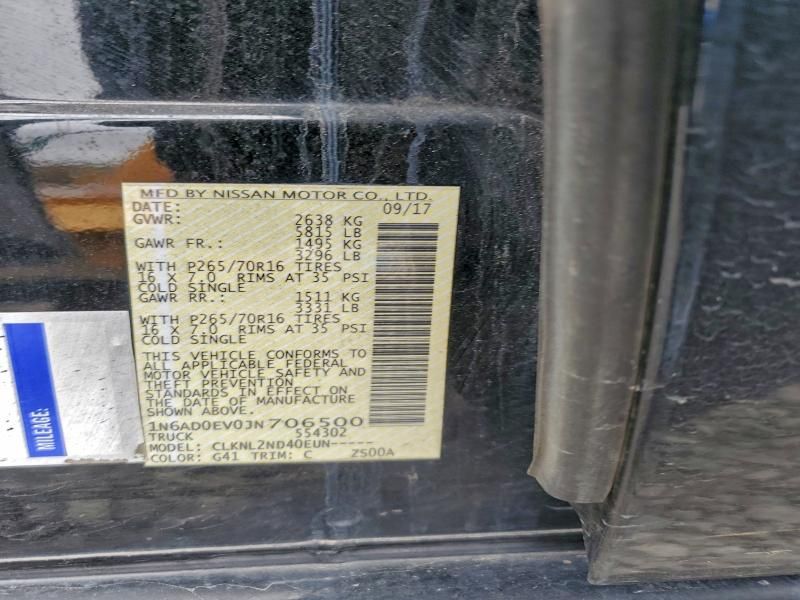 MFD BY NISSAN MOTOR CO., LTD.
DATE: 09/17
GVWR: 2638 KG
5815 LB
GAWR FR.: 1495 KG
3296 LB
WITH P265/70R16 TIRES
16 X 7.0 RIMS AT 35 PSI
COLD SINGLE
GAWR RR.: 1511 KG
3331 LB
WITH P265/70R16 TIRES
16 X 7.0 RIMS AT 35 PSI
COLD SINGLE
THIS VEHICLE CONFORMS TO
ALL APPLICABLE FEDERAL
MOTOR VEHICLE SAFETY AND
THEFT PREVENTION
STANDARDS IN EFFECT ON
THE DATE OF MANUFACTURE
SHOWN ABOVE.
1N6AD0EV0JN706500
TRUCK 554302
MODEL: CLKNL2ND40EUN-----
COLOR: G41 TRIM: C ZS00A
MILEAGE: